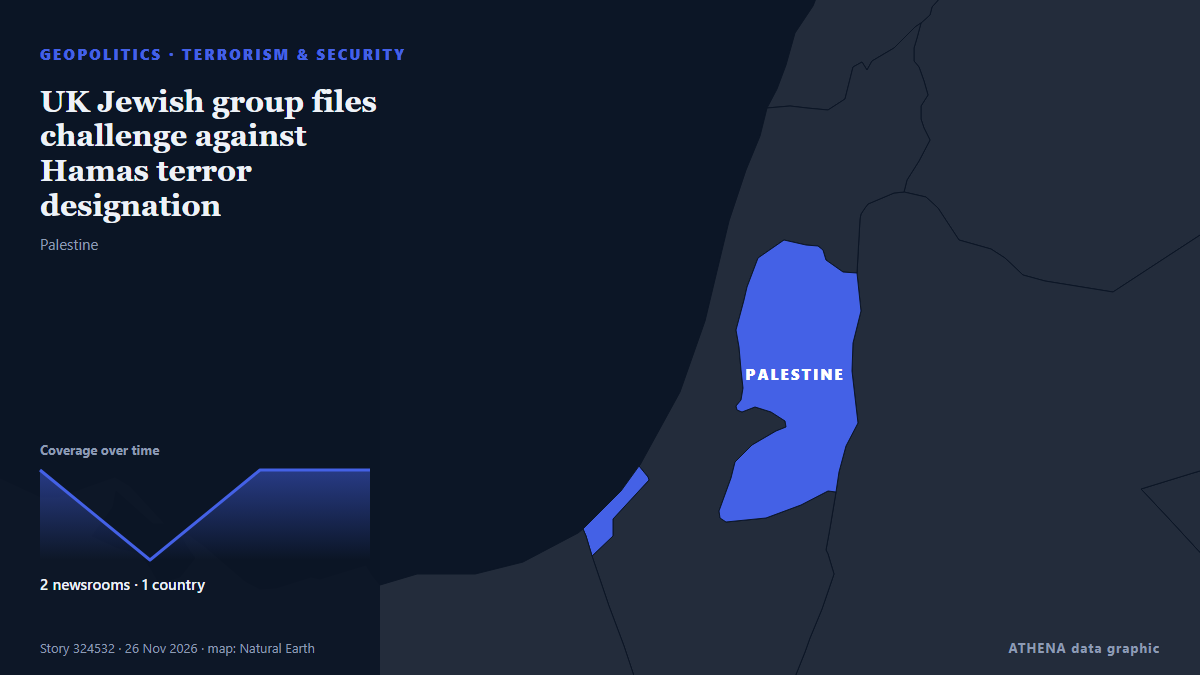 GEOPOLITICS · TERRORISM & SECURITY
UK Jewish group files
challenge against
Hamas terror
designation
Palestine
PALESTINE
Coverage over time
2 newsrooms · 1 country
Story 324532 · 26 Nov 2026 · map: Natural Earth
ATHENA data graphic